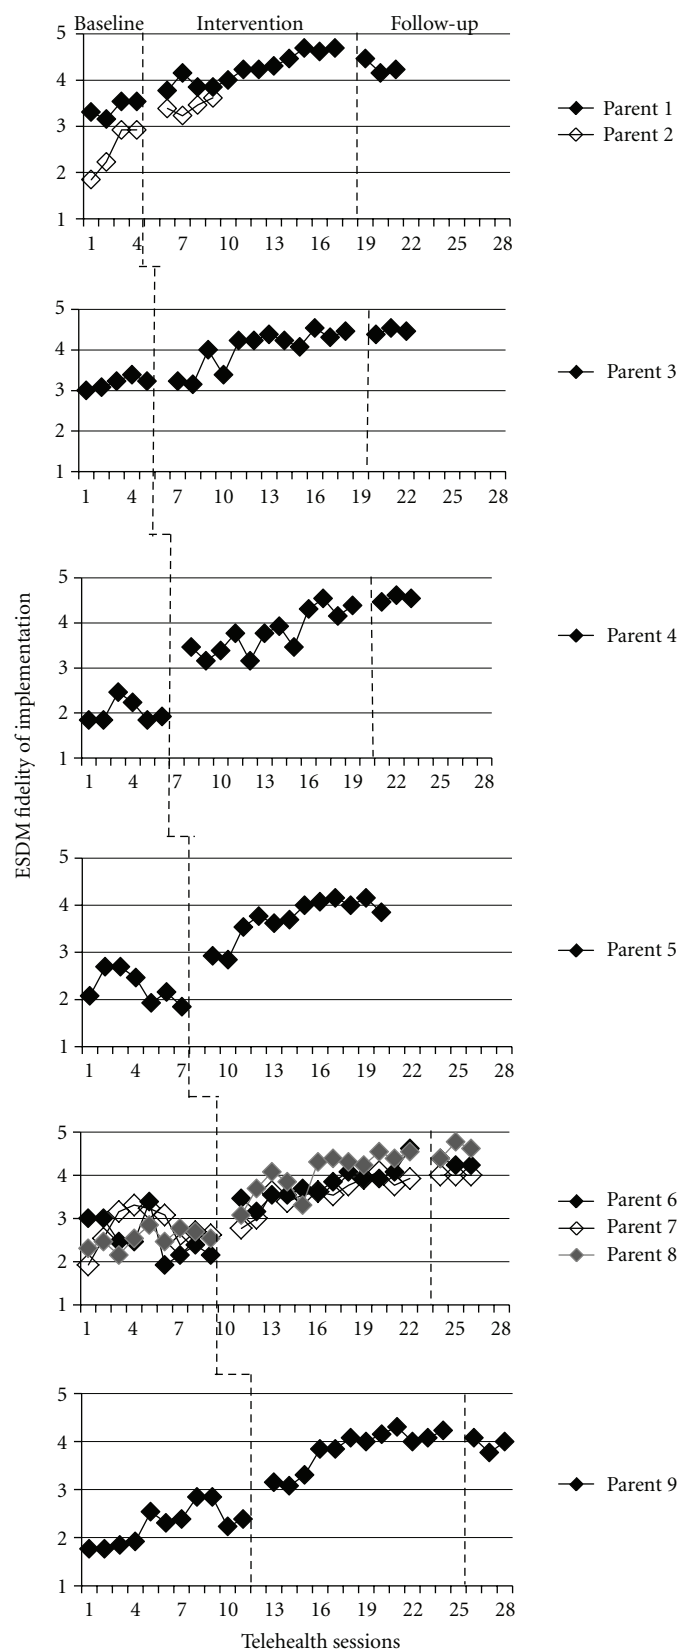 Baseline Intervention Follow-up
5
4
3
2
1
1 4 7 10 13 16 19 22 25 28
Parent 1
Parent 2
5
4
3
2
1
1 4 7 10 13 16 19 22 25 28
Parent 3
5
4
3
2
1
1 4 7 10 13 16 19 22 25 28
Parent 4
ESDM fidelity of implementation
5
4
3
2
1
1 4 7 10 13 16 19 22 25 28
Parent 5
5
4
3
2
1
1 4 7 10 13 16 19 22 25 28
Parent 6
Parent 7
Parent 8
5
4
3
2
1
1 4 7 10 13 16 19 22 25 28
Parent 9
Telehealth sessions